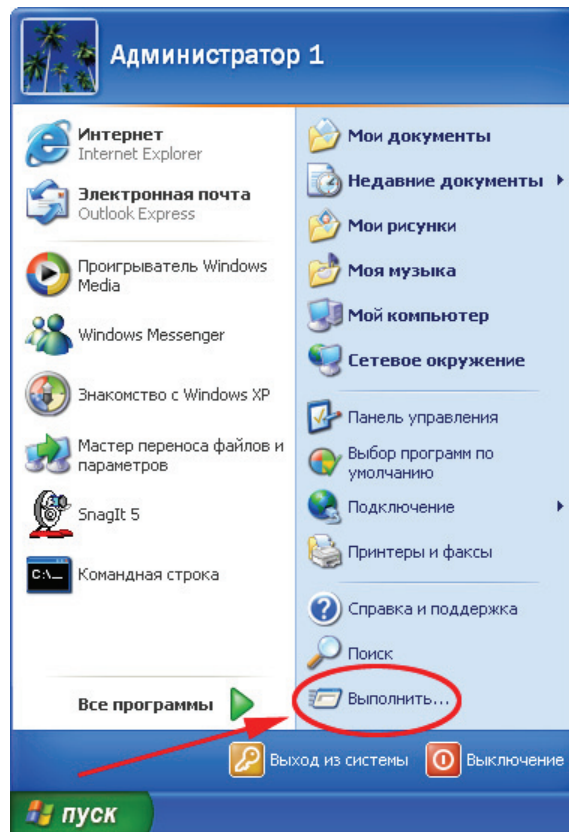 Администратор 1
Интернет
Internet Explorer
Электронная почта
Outlook Express
Проигрыватель Windows
Media
Windows Messenger
Знакомство с Windows XP
Мастер переноса файлов и
параметров
SnagIt 5
C:\_
Командная строка
Все программы
Мои документы
Недавние документы
Мои рисунки
Моя музыка
Мой компьютер
Сетевое окружение
Панель управления
Выбор программ по
умолчанию
Подключение
Принтеры и факсы
Справка и поддержка
Поиск
Выполнить...
Выход из системы
Выключение
пуск